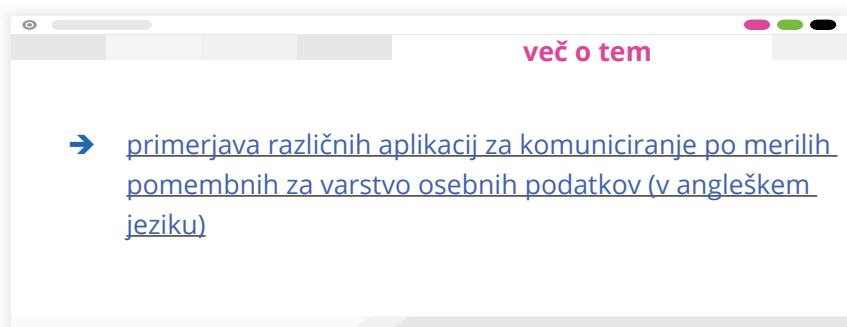 več o tem
➔ primerjava različnih aplikacij za komuniciranje po merilih
pomembnih za varstvo osebnih podatkov (v angleškem
jeziku)